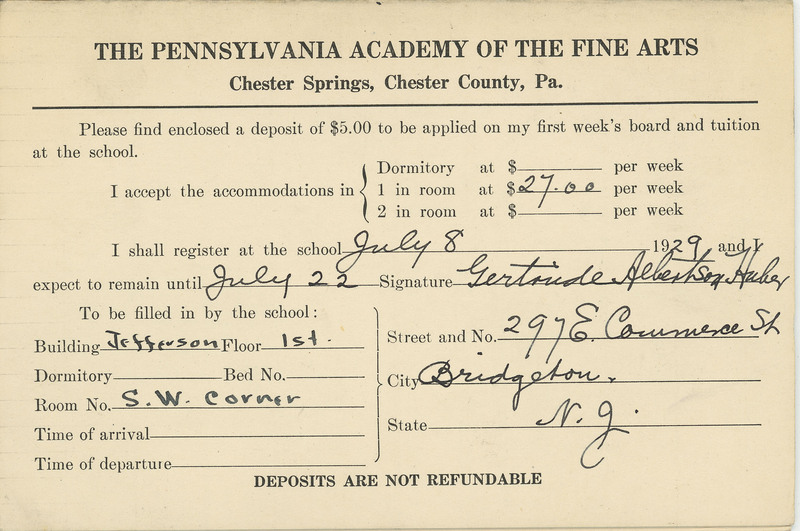 THE PENNSYLVANIA ACADEMY OF THE FINE ARTS
Chester Springs, Chester County, Pa.
Please find enclosed a deposit of $5.00 to be applied on my first week's board and tuition
at the school.
I accept the accommodations in
Dormitory at $ per week
1 in room at $27.00 per week
2 in room at $ per week
I shall register at the school July 8 1929 and I
expect to remain until July 22 Signature Gertrude Albertson Huber
To be filled in by the school:
Building Jefferson Floor 1st.
Dormitory Bed No.
Room No. S.W. Corner
Time of arrival
Time of departure
Street and No. 297 E. Commerce St
City Bridgeton.
State N.J.
DEPOSITS ARE NOT REFUNDABLE